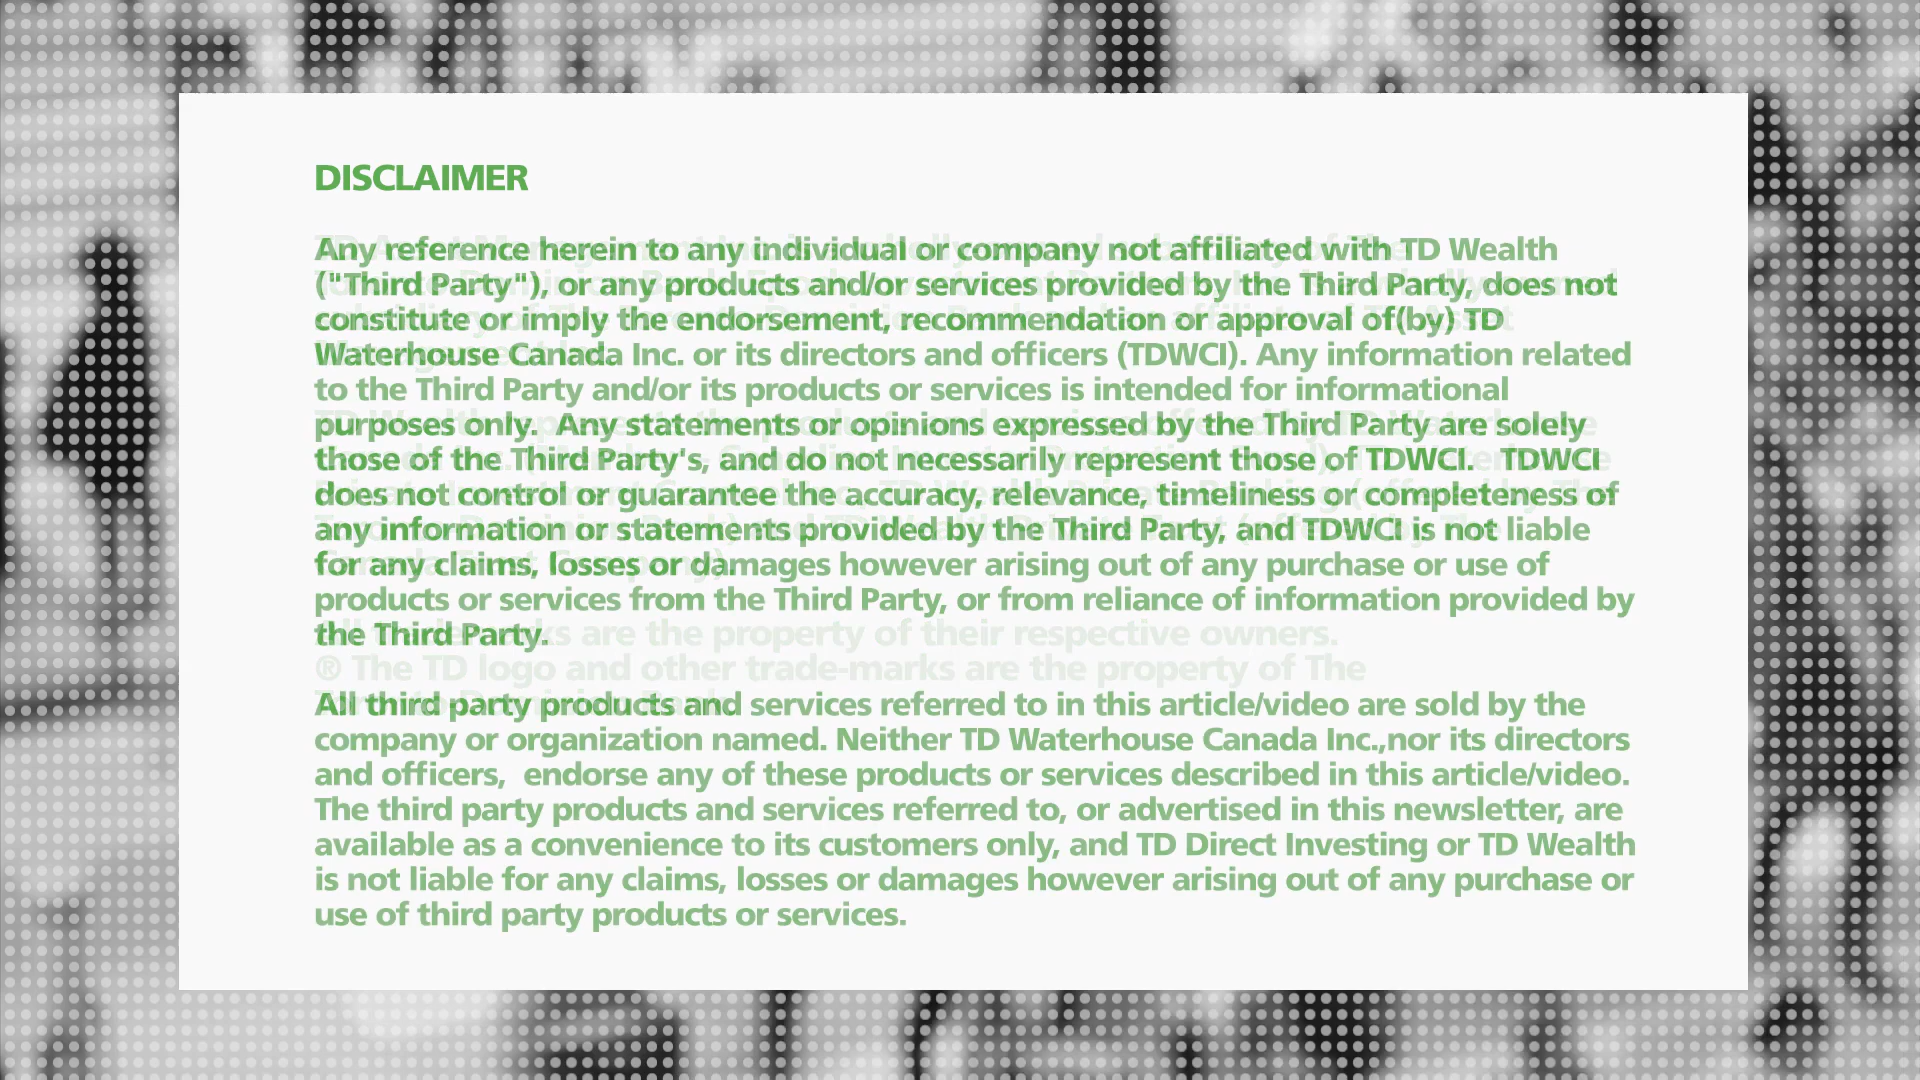 DISCLAIMER
Any reference herein to any individual or company not affiliated with TD Wealth
("Third Party"), or any products and/or services provided by the Third Party, does not
constitute or imply the endorsement, recommendation or approval of(by) TD
Waterhouse Canada Inc. or its directors and officers (TDWCI). Any information related
to the Third Party and/or its products or services is intended for informational
purposes only.  Any statements or opinions expressed by the Third Party are solely
those of the Third Party's, and do not necessarily represent those of TDWCI.   TDWCI
does not control or guarantee the accuracy, relevance, timeliness or completeness of
any information or statements provided by the Third Party, and TDWCI is not liable
for any claims, losses or damages however arising out of any purchase or use of
products or services from the Third Party, or from reliance of information provided by
the Third Party.
are the property of their respective owners.
® The TD logo and other trade-marks are the property of The
All third party products and services referred to in this article/video are sold by the
company or organization named. Neither TD Waterhouse Canada Inc.,nor its directors
and officers,  endorse any of these products or services described in this article/video.
The third party products and services referred to, or advertised in this newsletter, are
available as a convenience to its customers only, and TD Direct Investing or TD Wealth
is not liable for any claims, losses or damages however arising out of any purchase or
use of third party products or services.